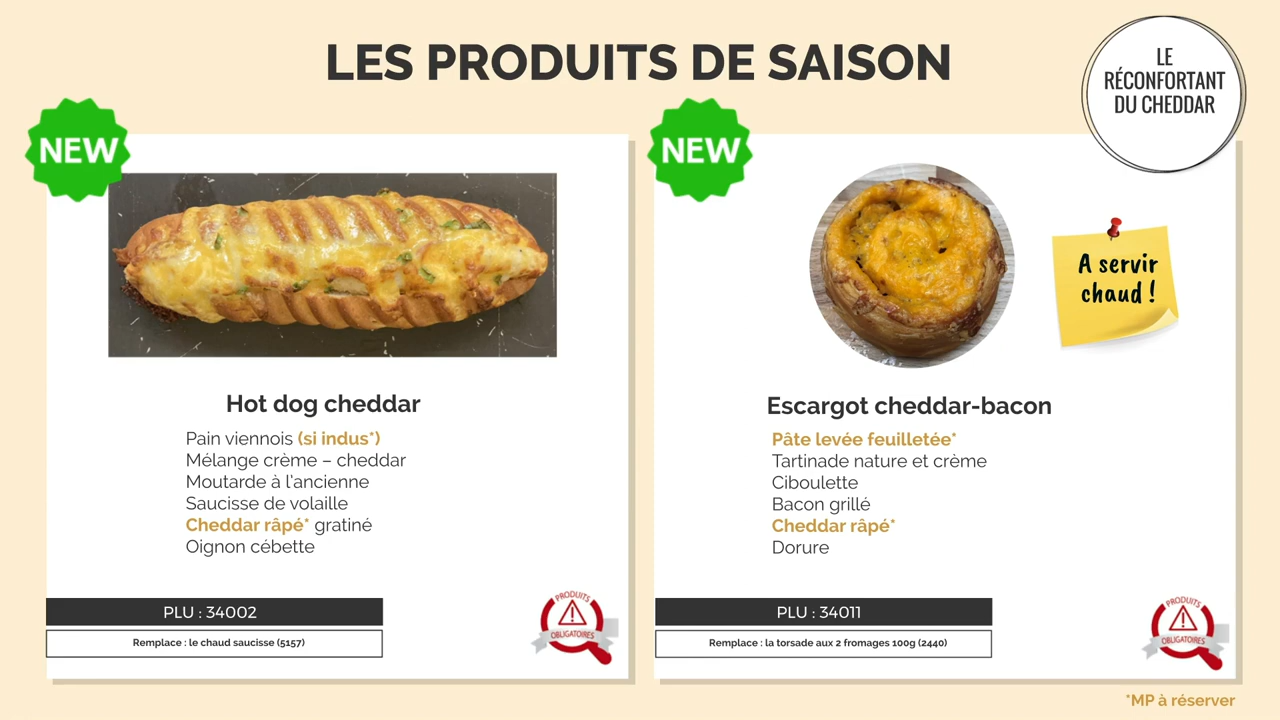 LES PRODUITS DE SAISON
LE
RÉCONFORTANT
DU CHEDDAR
NEW
Hot dog cheddar
Pain viennois (si indus*)
Mélange crème – cheddar
Moutarde à l'ancienne
Saucisse de volaille
Cheddar râpé* gratiné
Oignon cébette
PLU : 34002
Remplace : le chaud saucisse (5157)
PRODUITS
OBLIGATOIRES
NEW
A servir
chaud !
Escargot cheddar-bacon
Pâte levée feuilletée*
Tartinade nature et crème
Ciboulette
Bacon grillé
Cheddar râpé*
Dorure
PLU : 34011
Remplace : la torsade aux 2 fromages 100g (2440)
PRODUITS
OBLIGATOIRES
*MP à réserver